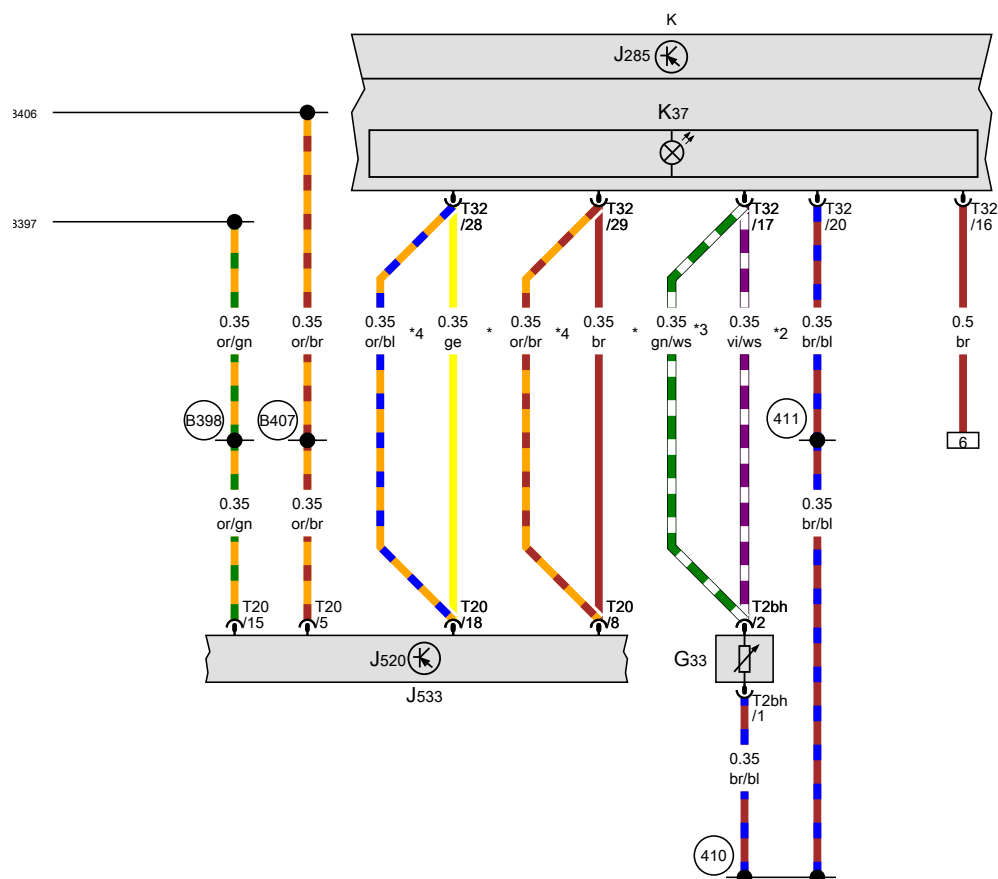 K
J285
K37
B406
B397
T32
/28
T32
/29
T32
/17
T32
/20
T32
/16
0.35
or/gn
0.35
or/br
0.35
or/bl
*4
0.35
ge
*
0.35
or/br
*4
0.35
br
*
0.35
gn/ws
*3
0.35
vi/ws
*2
0.35
br/bl
0.5
br
B398
B407
411
6
0.35
or/gn
0.35
or/br
0.35
br/bl
T20
/15
T20
/5
T20
/18
T20
/8
T2bh
/2
J520
J533
G33
T2bh
/1
0.35
br/bl
410